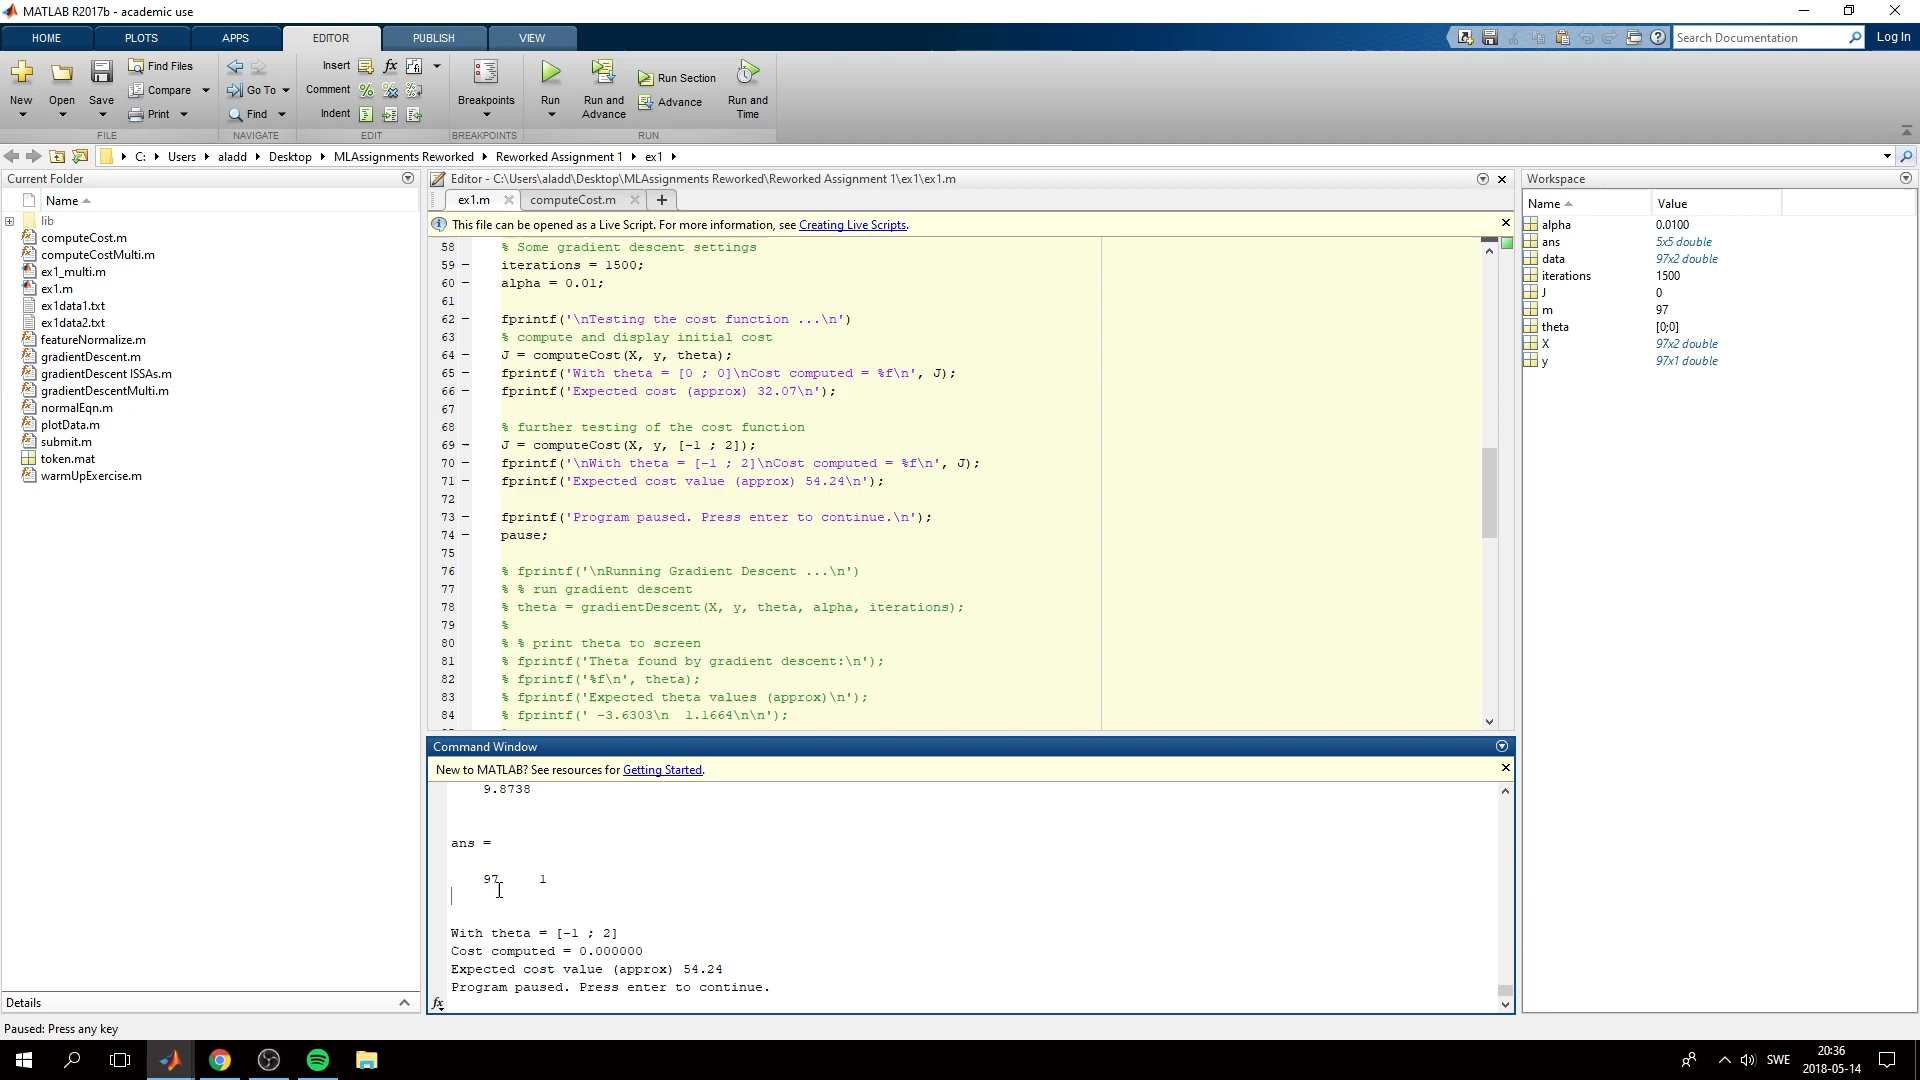 MATLAB R2017b - academic use
HOME PLOTS APPS EDITOR PUBLISH VIEW
Search Documentation
Log In
New Open Save
Find Files
Compare
Print
FILE
Go To
Find
NAVIGATE
Insert fx
Comment
Indent
EDIT
Breakpoints
BREAKPOINTS
Run
Run and Advance
Run Section
Advance
Run and Time
RUN
C: Users aladd Desktop MLAssignments Reworked Reworked Assignment 1 ex1
Current Folder
Name
lib
computeCost.m
computeCostMulti.m
ex1_multi.m
ex1.m
ex1data1.txt
ex1data2.txt
featureNormalize.m
gradientDescent.m
gradientDescent ISSAs.m
gradientDescentMulti.m
normalEqn.m
plotData.m
submit.m
token.mat
warmUpExercise.m
Details
Editor - C:\Users\aladd\Desktop\MLAssignments Reworked\Reworked Assignment 1\ex1\ex1.m
ex1.m computeCost.m
This file can be opened as a Live Script. For more information, see Creating Live Scripts.
58 % Some gradient descent settings
59 – iterations = 1500;
60 – alpha = 0.01;
61
62 – fprintf('\nTesting the cost function ...\n')
63 % compute and display initial cost
64 – J = computeCost(X, y, theta);
65 – fprintf('With theta = [0 ; 0]\nCost computed = %f\n', J);
66 – fprintf('Expected cost (approx) 32.07\n');
67
68 % further testing of the cost function
69 – J = computeCost(X, y, [-1 ; 2]);
70 – fprintf('\nWith theta = [-1 ; 2]\nCost computed = %f\n', J);
71 – fprintf('Expected cost value (approx) 54.24\n');
72
73 – fprintf('Program paused. Press enter to continue.\n');
74 – pause;
75
76 % fprintf('\nRunning Gradient Descent ...\n')
77 % % run gradient descent
78 % theta = gradientDescent(X, y, theta, alpha, iterations);
79 %
80 % % print theta to screen
81 % fprintf('Theta found by gradient descent:\n');
82 % fprintf('%f\n', theta);
83 % fprintf('Expected theta values (approx)\n');
84 % fprintf(' -3.6303\n  1.1664\n\n');
Command Window
New to MATLAB? See resources for Getting Started.
9.8738
ans =
97 1
With theta = [-1 ; 2]
Cost computed = 0.000000
Expected cost value (approx) 54.24
Program paused. Press enter to continue.
fx
Workspace
Name Value
alpha 0.0100
ans 5x5 double
data 97x2 double
iterations 1500
J 0
m 97
theta [0;0]
X 97x2 double
y 97x1 double
Paused: Press any key
SWE
20:36
2018-05-14